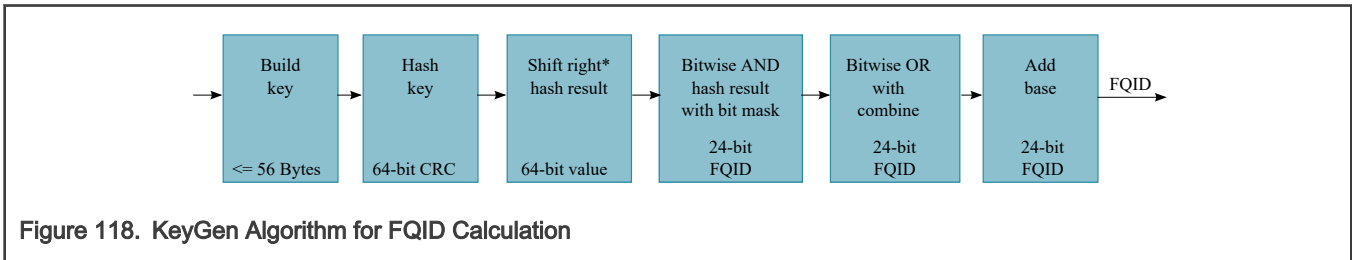 Build
key
<= 56 Bytes
Hash
key
64-bit CRC
Shift right*
hash result
64-bit value
Bitwise AND
hash result
with bit mask
24-bit
FQID
Bitwise OR
with
combine
24-bit
FQID
Add
base
24-bit
FQID
FQID
Figure 118. KeyGen Algorithm for FQID Calculation